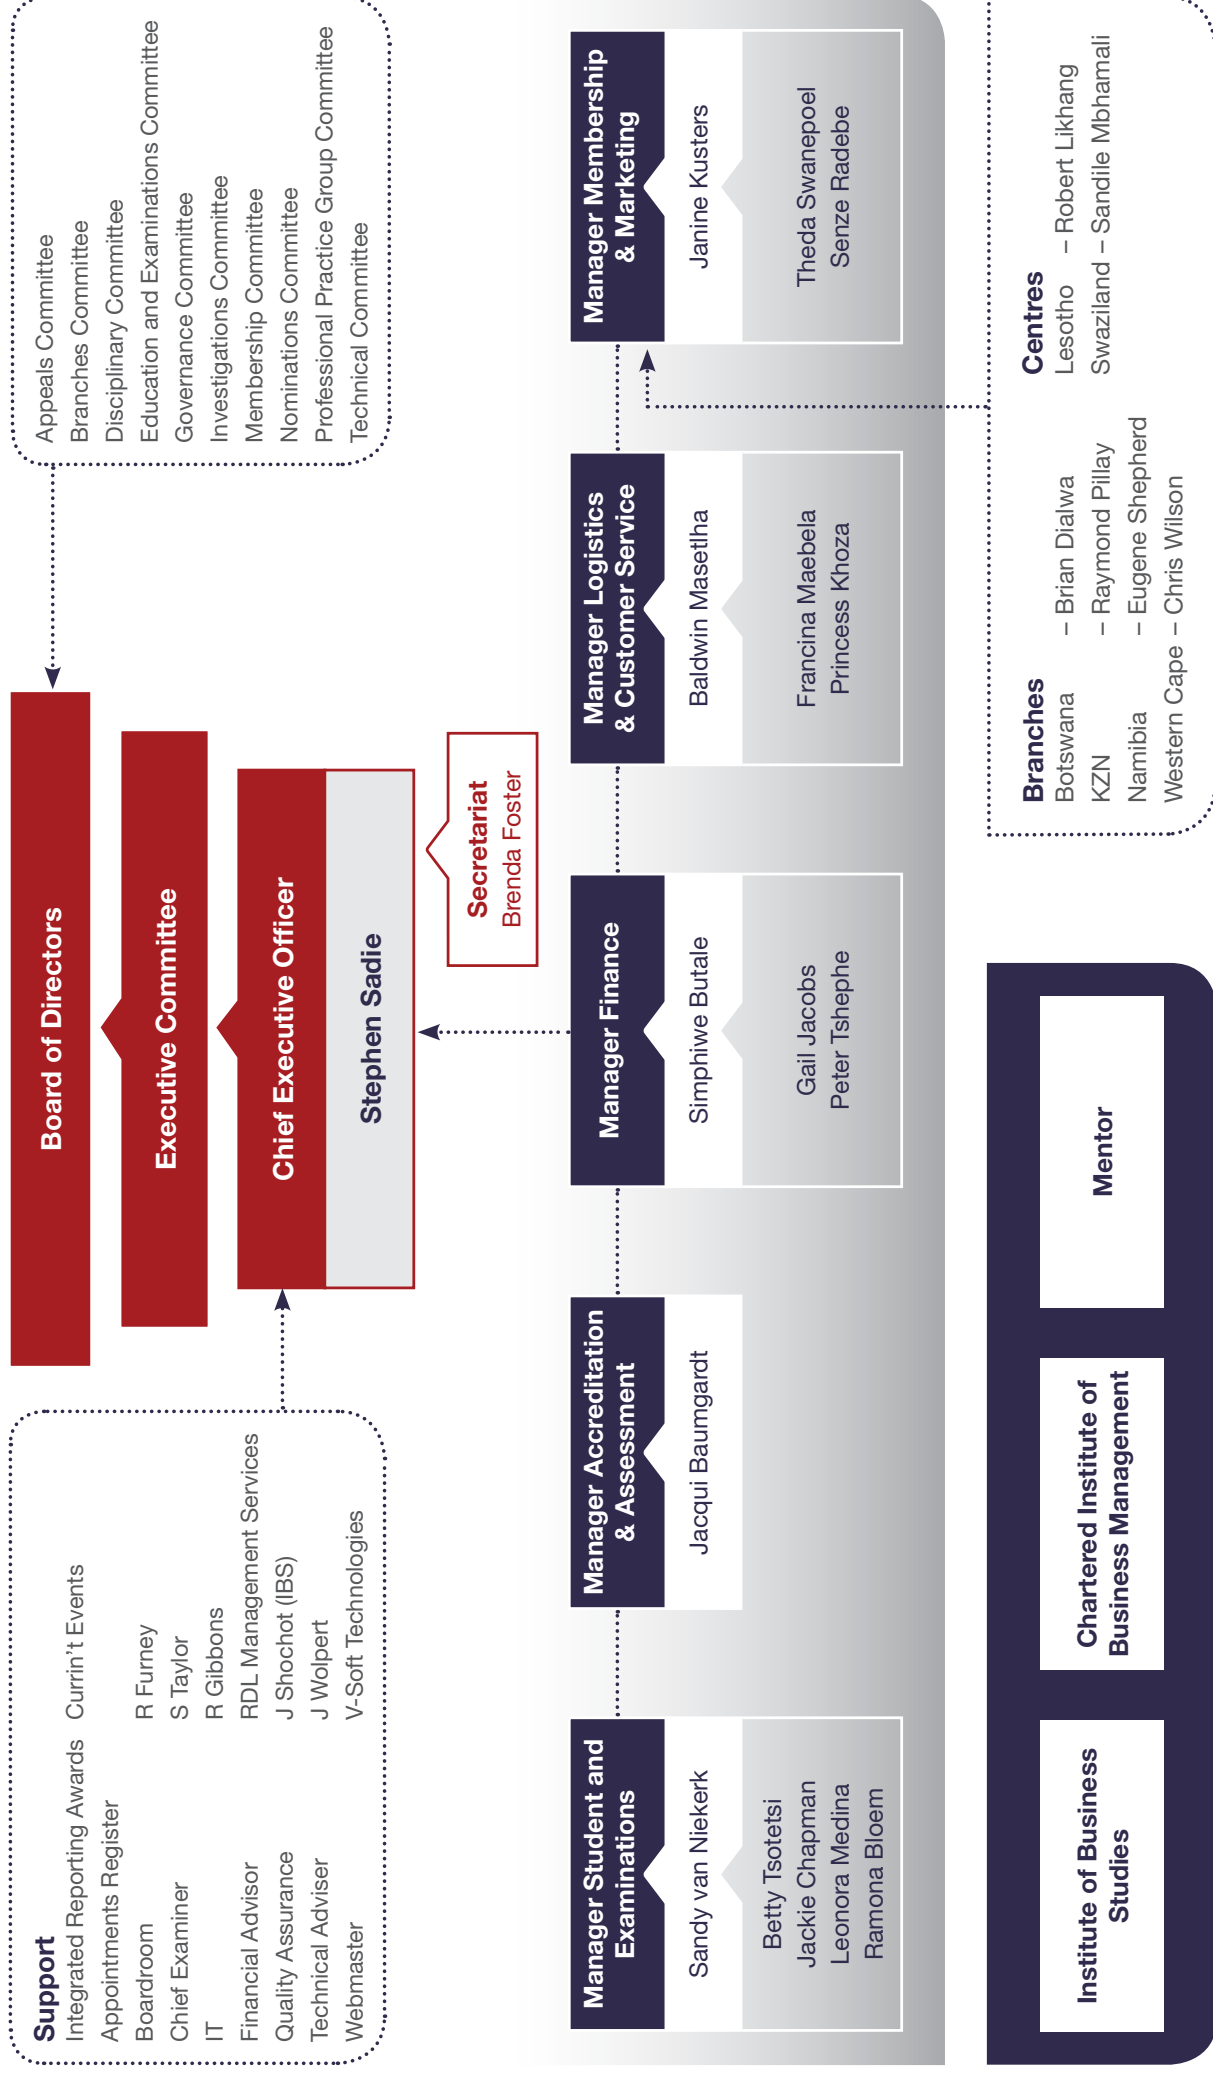 Support
Integrated Reporting Awards Currin’t Events
Appointments Register
Boardroom R Furney
Chief Examiner S Taylor
IT R Gibbons
Financial Advisor RDL Management Services
Quality Assurance J Shochot (IBS)
Technical Adviser J Wolpert
Webmaster V-Soft Technologies
Board of Directors
Executive Committee
Chief Executive Officer
Stephen Sadie
Secretariat
Brenda Foster
Appeals Committee
Branches Committee
Disciplinary Committee
Education and Examinations Committee
Governance Committee
Investigations Committee
Membership Committee
Nominations Committee
Professional Practice Group Committee
Technical Committee
Manager Student and
Examinations
Sandy van Niekerk
Betty Tsotetsi
Jackie Chapman
Leonora Medina
Ramona Bloem
Manager Accreditation
& Assessment
Jacqui Baumgardt
Manager Finance
Simphiwe Butale
Gail Jacobs
Peter Tshephe
Manager Logistics
& Customer Service
Baldwin Masetlha
Francina Maebela
Princess Khoza
Manager Membership
& Marketing
Janine Kusters
Theda Swanepoel
Senze Radebe
Institute of Business
Studies
Chartered Institute of
Business Management
Mentor
Branches
Botswana – Brian Dialwa
KZN – Raymond Pillay
Namibia – Eugene Shepherd
Western Cape – Chris Wilson
Centres
Lesotho – Robert Likhang
Swaziland – Sandile Mbhamali